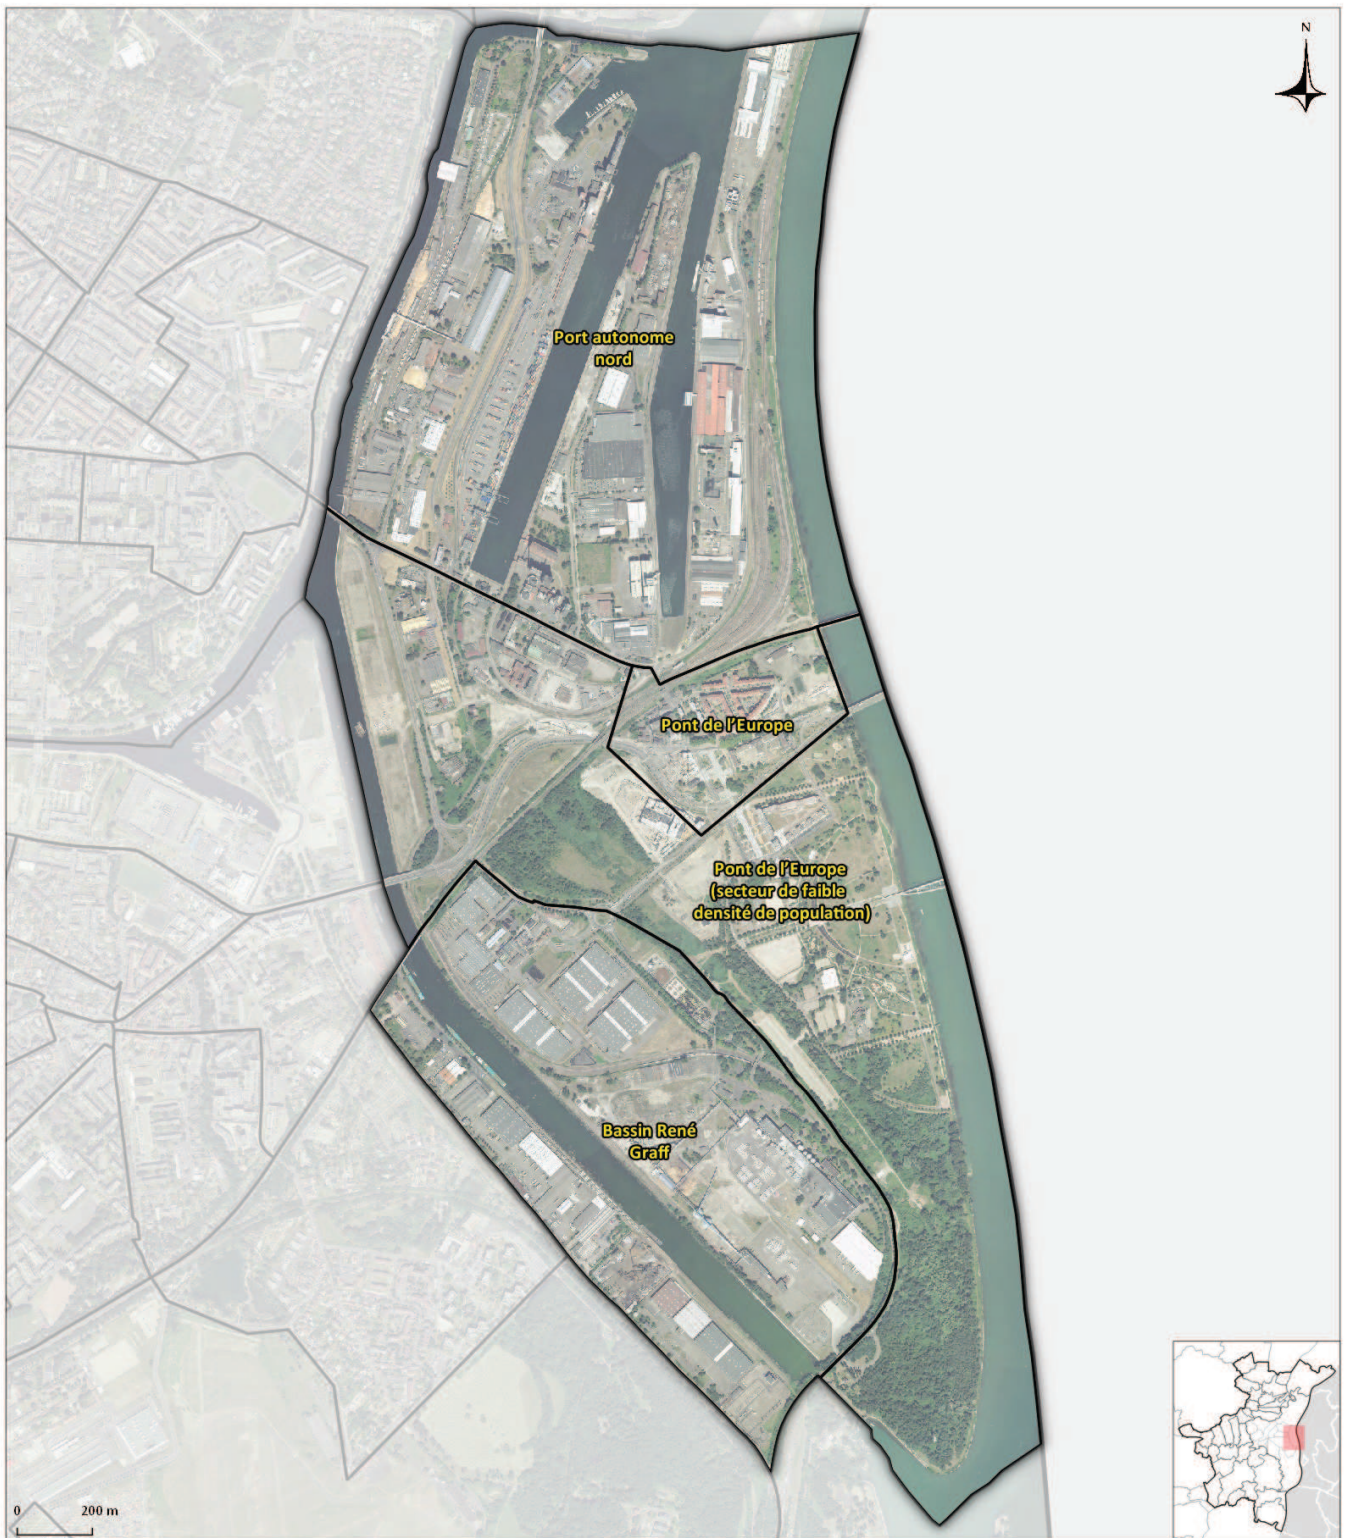 N
Port autonome
nord
Pont de l'Europe
Pont de l'Europe
(secteur de faible
densité de population)
Bassin René
Graff
0 200 m